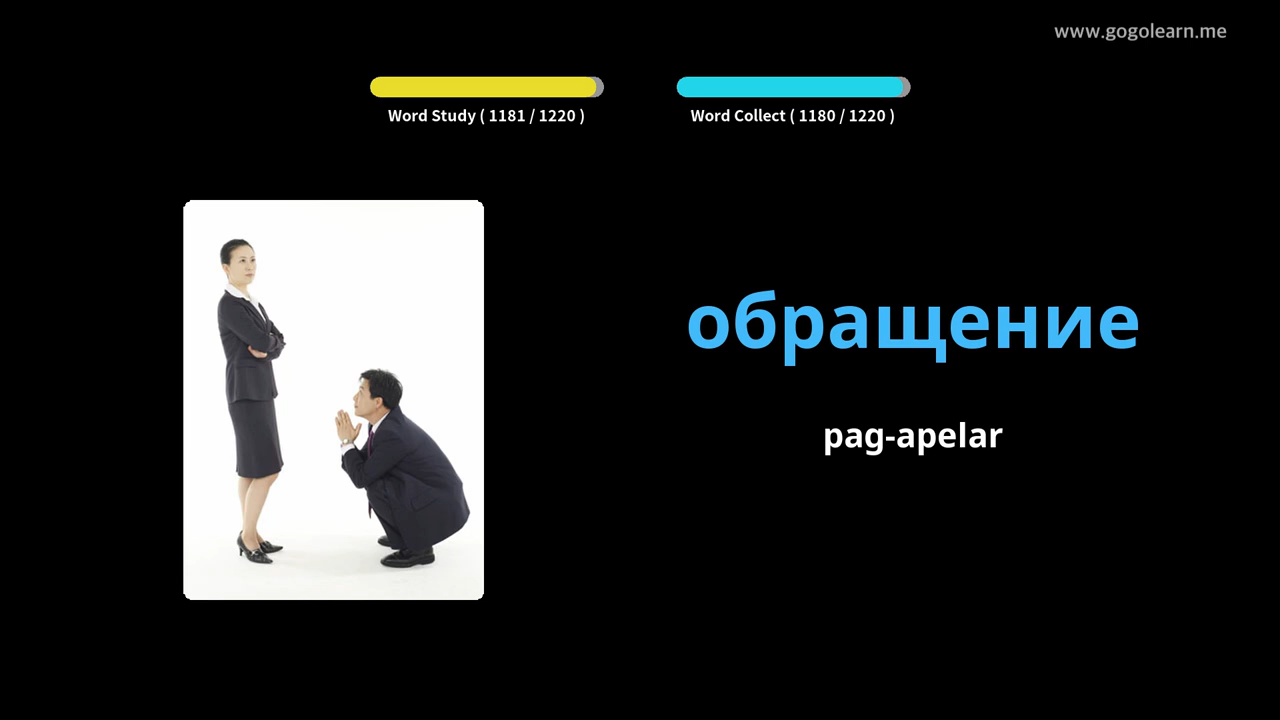 www.gogolearn.me
Word Study ( 1181 / 1220 )
Word Collect ( 1180 / 1220 )
обращение
pag-apelar